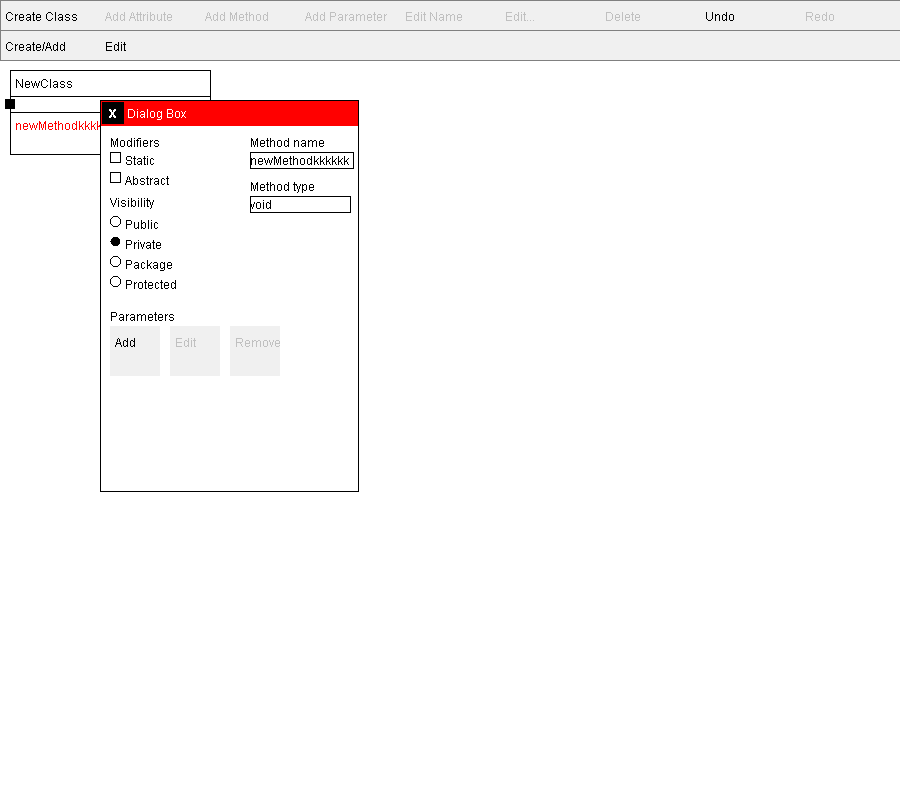 Create Class Add Attribute Add Method Add Parameter Edit Name Edit... Delete Undo Redo
Create/Add Edit
NewClass
newMethodkkkk
X Dialog Box
Modifiers
Static
Abstract
Visibility
Public
Private
Package
Protected
Method name
newMethodkkkkkk
Method type
void
Parameters
Add Edit Remove